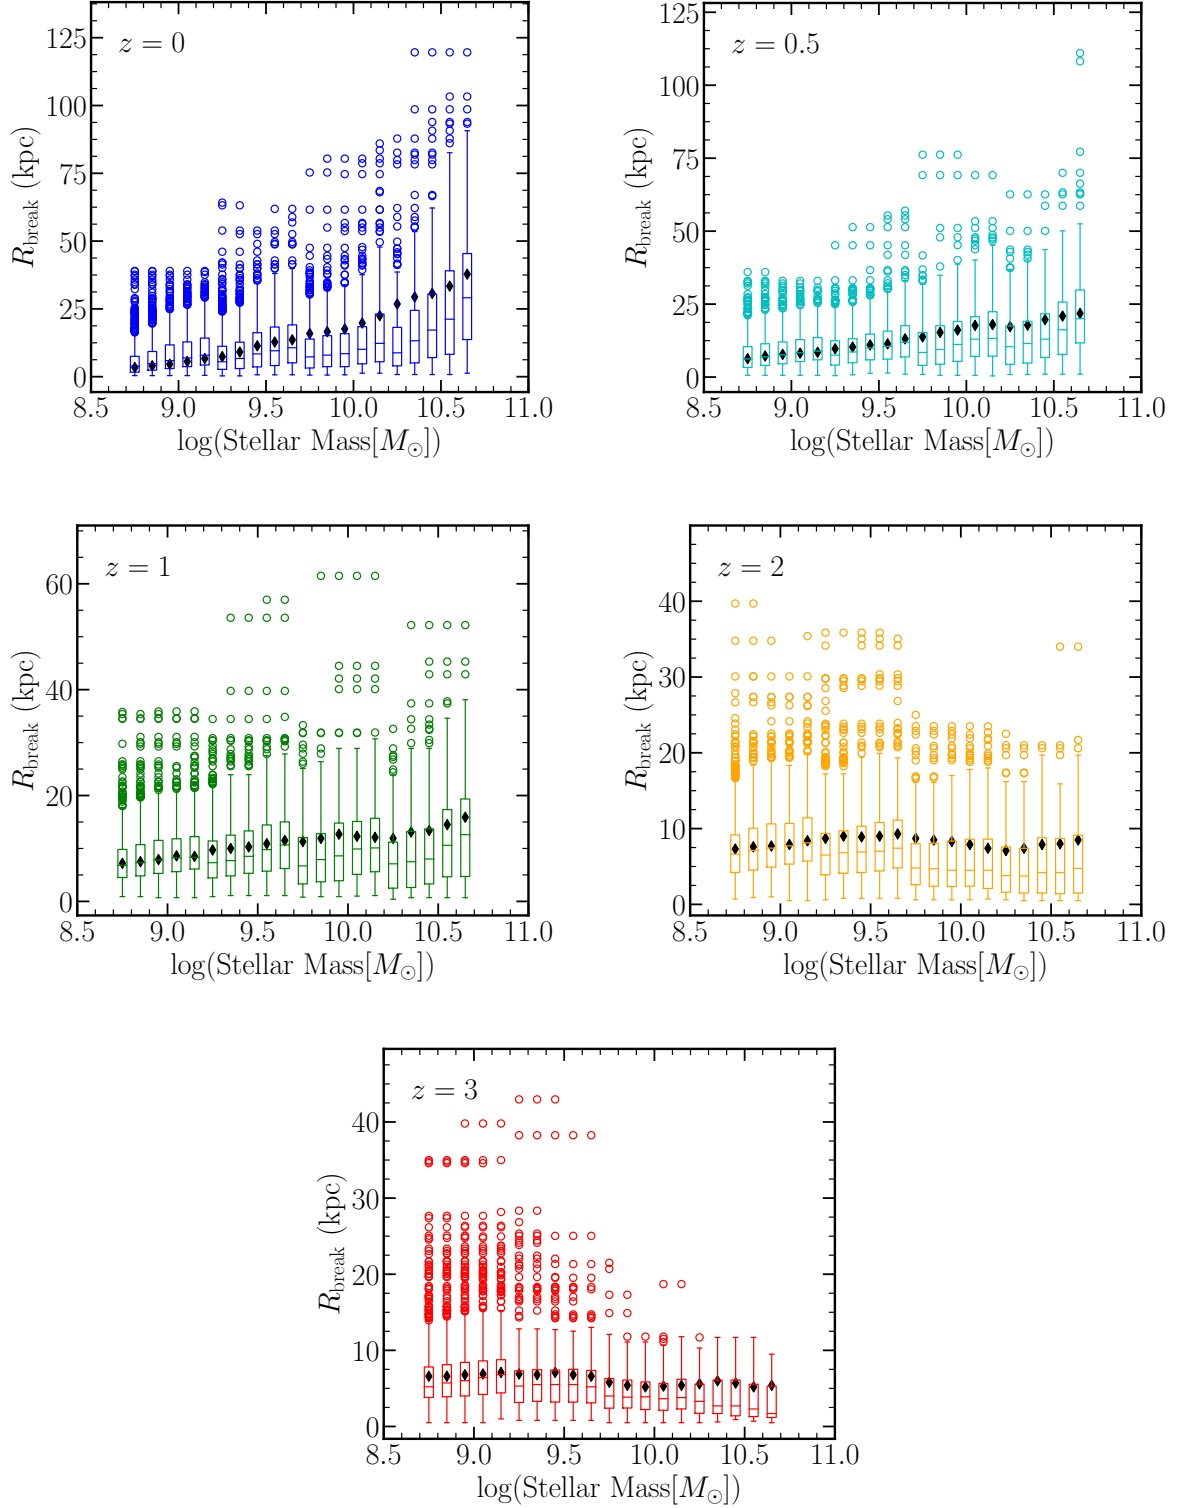 z = 0
125
100
75
50
25
0
R_break (kpc)
8.5 9.0 9.5 10.0 10.5 11.0
log(Stellar Mass[M_⊙])
z = 0.5
125
100
75
50
25
0
R_break (kpc)
8.5 9.0 9.5 10.0 10.5 11.0
log(Stellar Mass[M_⊙])
z = 1
60
40
20
0
R_break (kpc)
8.5 9.0 9.5 10.0 10.5 11.0
log(Stellar Mass[M_⊙])
z = 2
40
30
20
10
0
R_break (kpc)
8.5 9.0 9.5 10.0 10.5 11.0
log(Stellar Mass[M_⊙])
z = 3
40
30
20
10
0
R_break (kpc)
8.5 9.0 9.5 10.0 10.5 11.0
log(Stellar Mass[M_⊙])